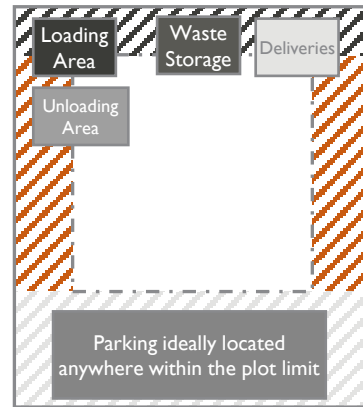 Loading
Area
Waste
Storage
Deliveries
Unloading
Area
Parking ideally located
anywhere within the plot limit